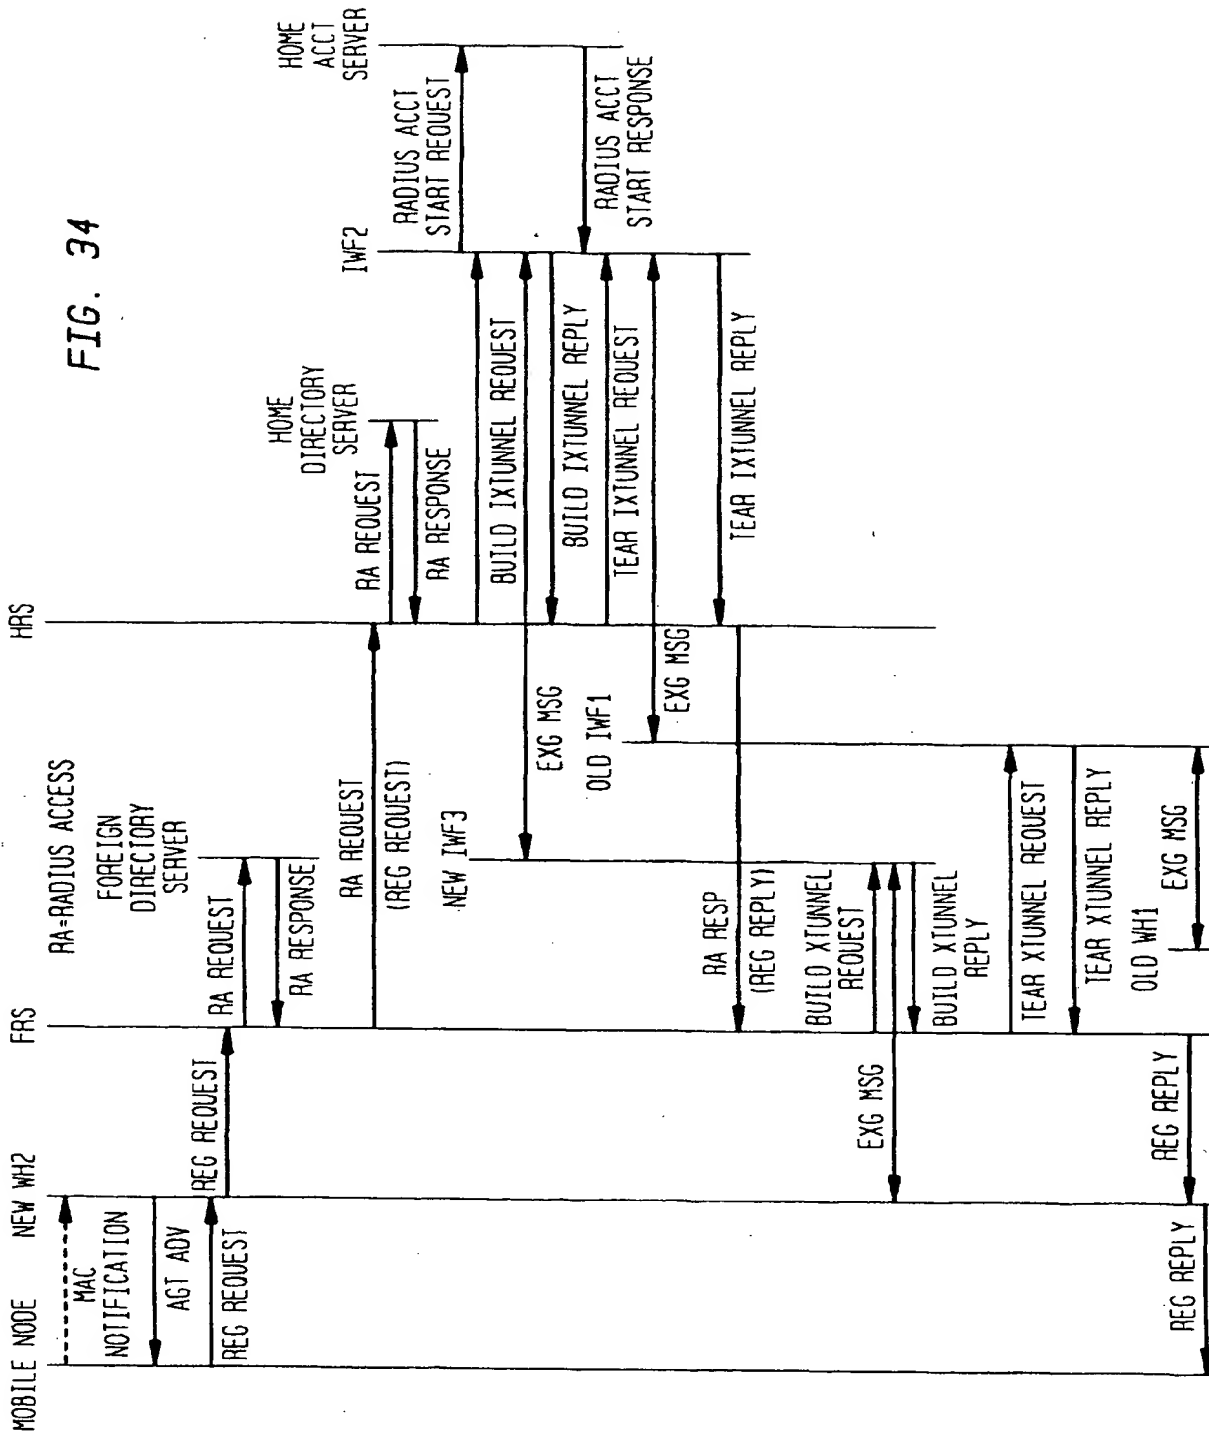 FIG. 34
RA=RADIUS ACCESS
MOBILE NODE
NEW WH2
FRS
FOREIGN
DIRECTORY
SERVER
HRS
HOME
DIRECTORY
SERVER
IWF2
HOME
ACCT
SERVER
MAC
NOTIFICATION
AGT ADV
REG REQUEST
REG REQUEST
RA REQUEST
RA RESPONSE
RA REQUEST
(REG REQUEST)
RA REQUEST
RA RESPONSE
RADIUS ACCT
START REQUEST
BUILD IXTUNNEL REQUEST
EXG MSG
NEW IWF3
BUILD IXTUNNEL REPLY
RADIUS ACCT
START RESPONSE
TEAR IXTUNNEL REQUEST
EXG MSG
OLD IWF1
TEAR IXTUNNEL REPLY
RA RESP
(REG REPLY)
BUILD XTUNNEL
REQUEST
EXG MSG
BUILD XTUNNEL
REPLY
TEAR XTUNNEL REQUEST
TEAR XTUNNEL REPLY
OLD WH1
EXG MSG
REG REPLY
REG REPLY